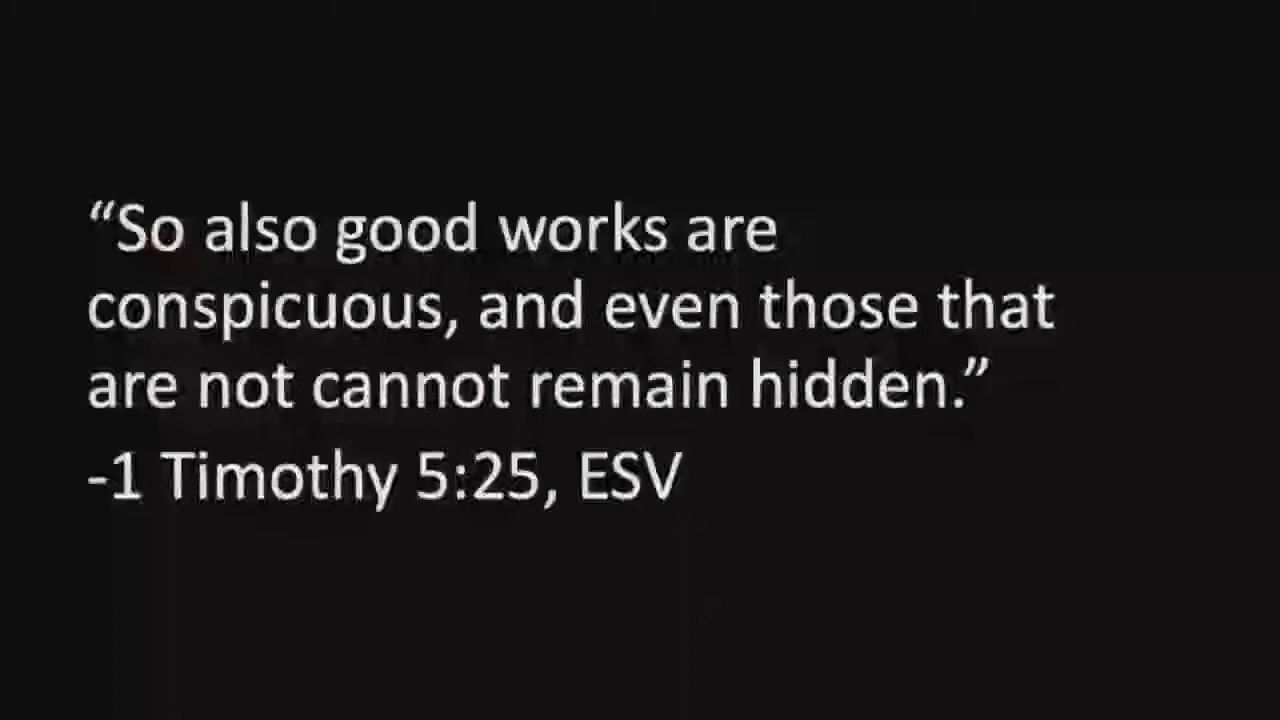 “So also good works are
conspicuous, and even those that
are not cannot remain hidden.”
-1 Timothy 5:25, ESV